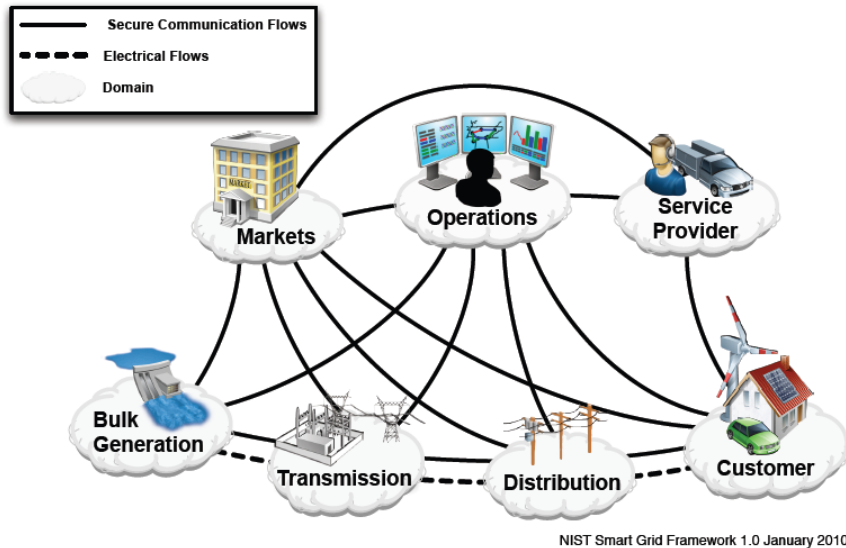 Secure Communication Flows
Electrical Flows
Domain
MARKET
Markets
Operations
Service
Provider
Bulk
Generation
Transmission
Distribution
Customer
NIST Smart Grid Framework 1.0 January 2010